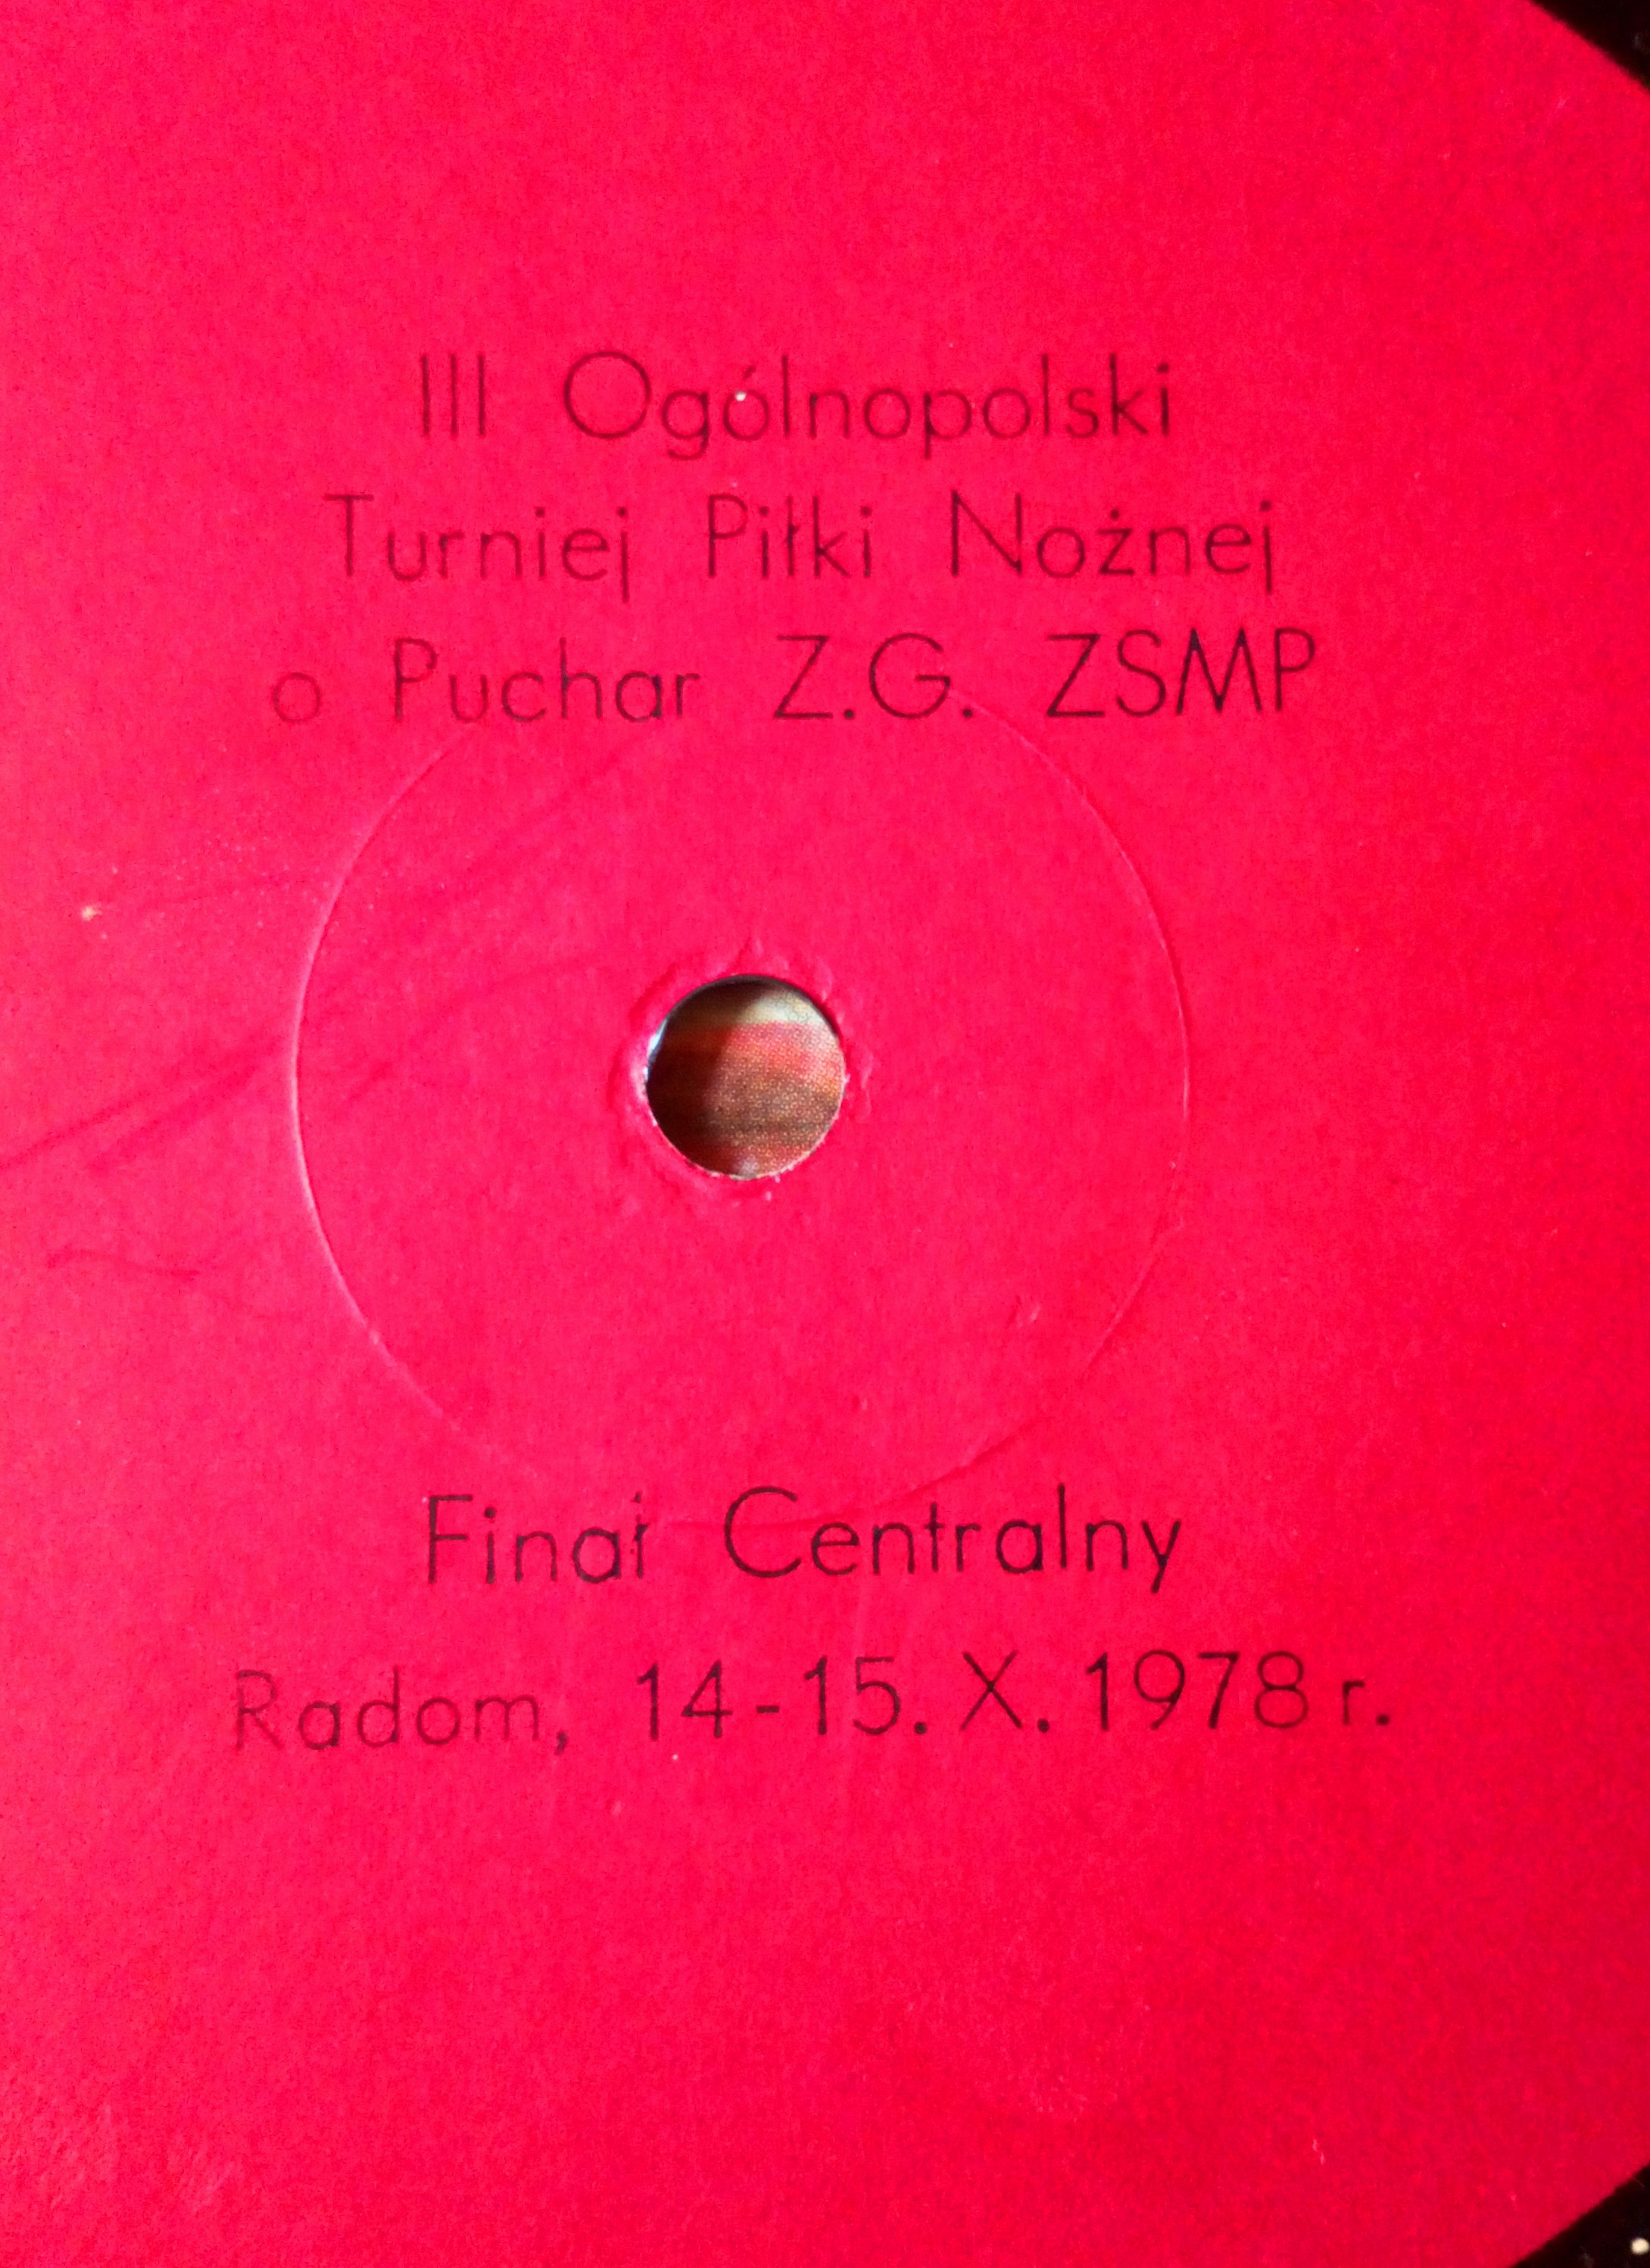 III Ogólnopolski
Turniej Piłki Nożnej
o Puchar Z.G. ZSMP
Finał Centralny
Radom, 14-15.X.1978 r.